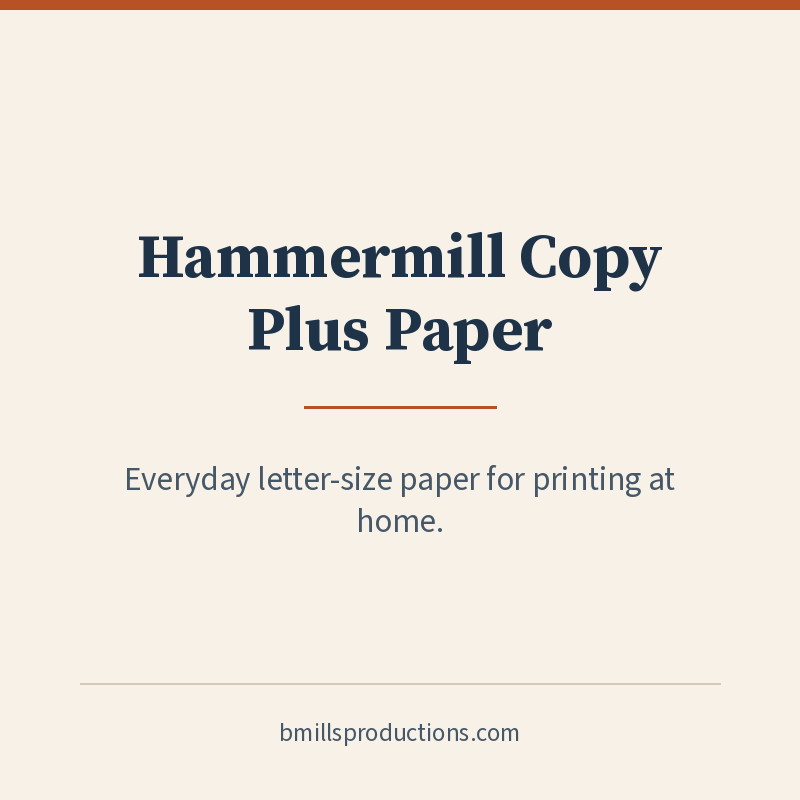 Hammermill Copy
Plus Paper
Everyday letter-size paper for printing at
home.
bmillsproductions.com